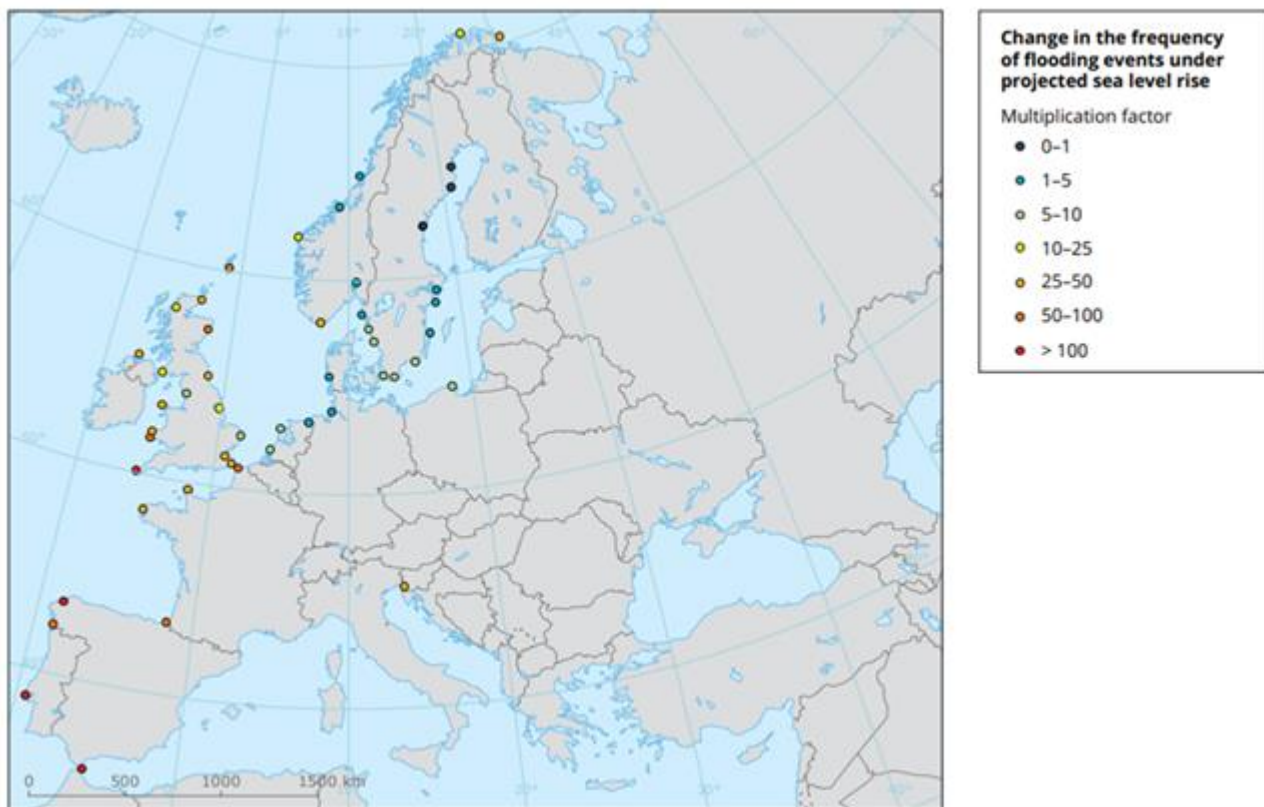 Change in the frequency
of flooding events under
projected sea level rise
Multiplication factor
0–1
1–5
5–10
10–25
25–50
50–100
> 100
0 500 1000 1500 km